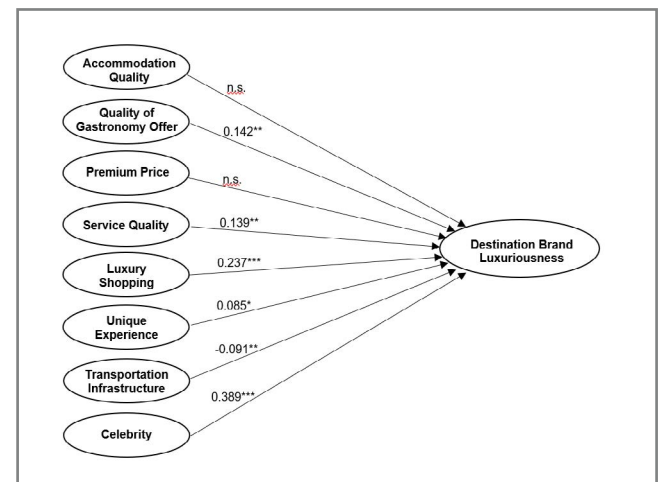 Accommodation
Quality
n.s.
Quality of
Gastronomy Offer
0.142**
Premium Price
n.s.
Service Quality
0.139**
Luxury
Shopping
0.237***
Unique
Experience
0.085*
Transportation
Infrastructure
-0.091**
Celebrity
0.389***
Destination Brand
Luxuriousness